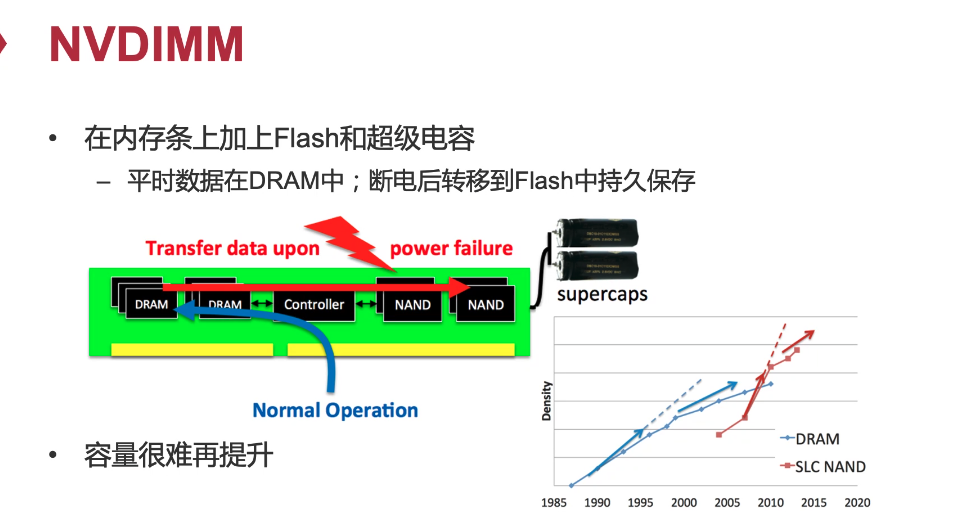 NVDIMM
• 在内存条上加上Flash和超级电容
– 平时数据在DRAM中；断电后转移到Flash中持久保存
Transfer data upon power failure
DRAM DRAM Controller NAND NAND
supercaps
Normal Operation
• 容量很难再提升
Density
DRAM
SLC NAND
1985 1990 1995 2000 2005 2010 2015 2020